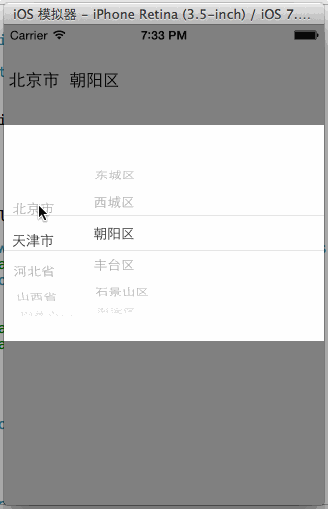 iOS 模拟器 - iPhone Retina (3.5-inch) / iOS 7....
Carrier 7:33 PM
北京市 朝阳区
东城区
北京市 西城区
天津市 朝阳区
河北省 丰台区
山西省 石景山区